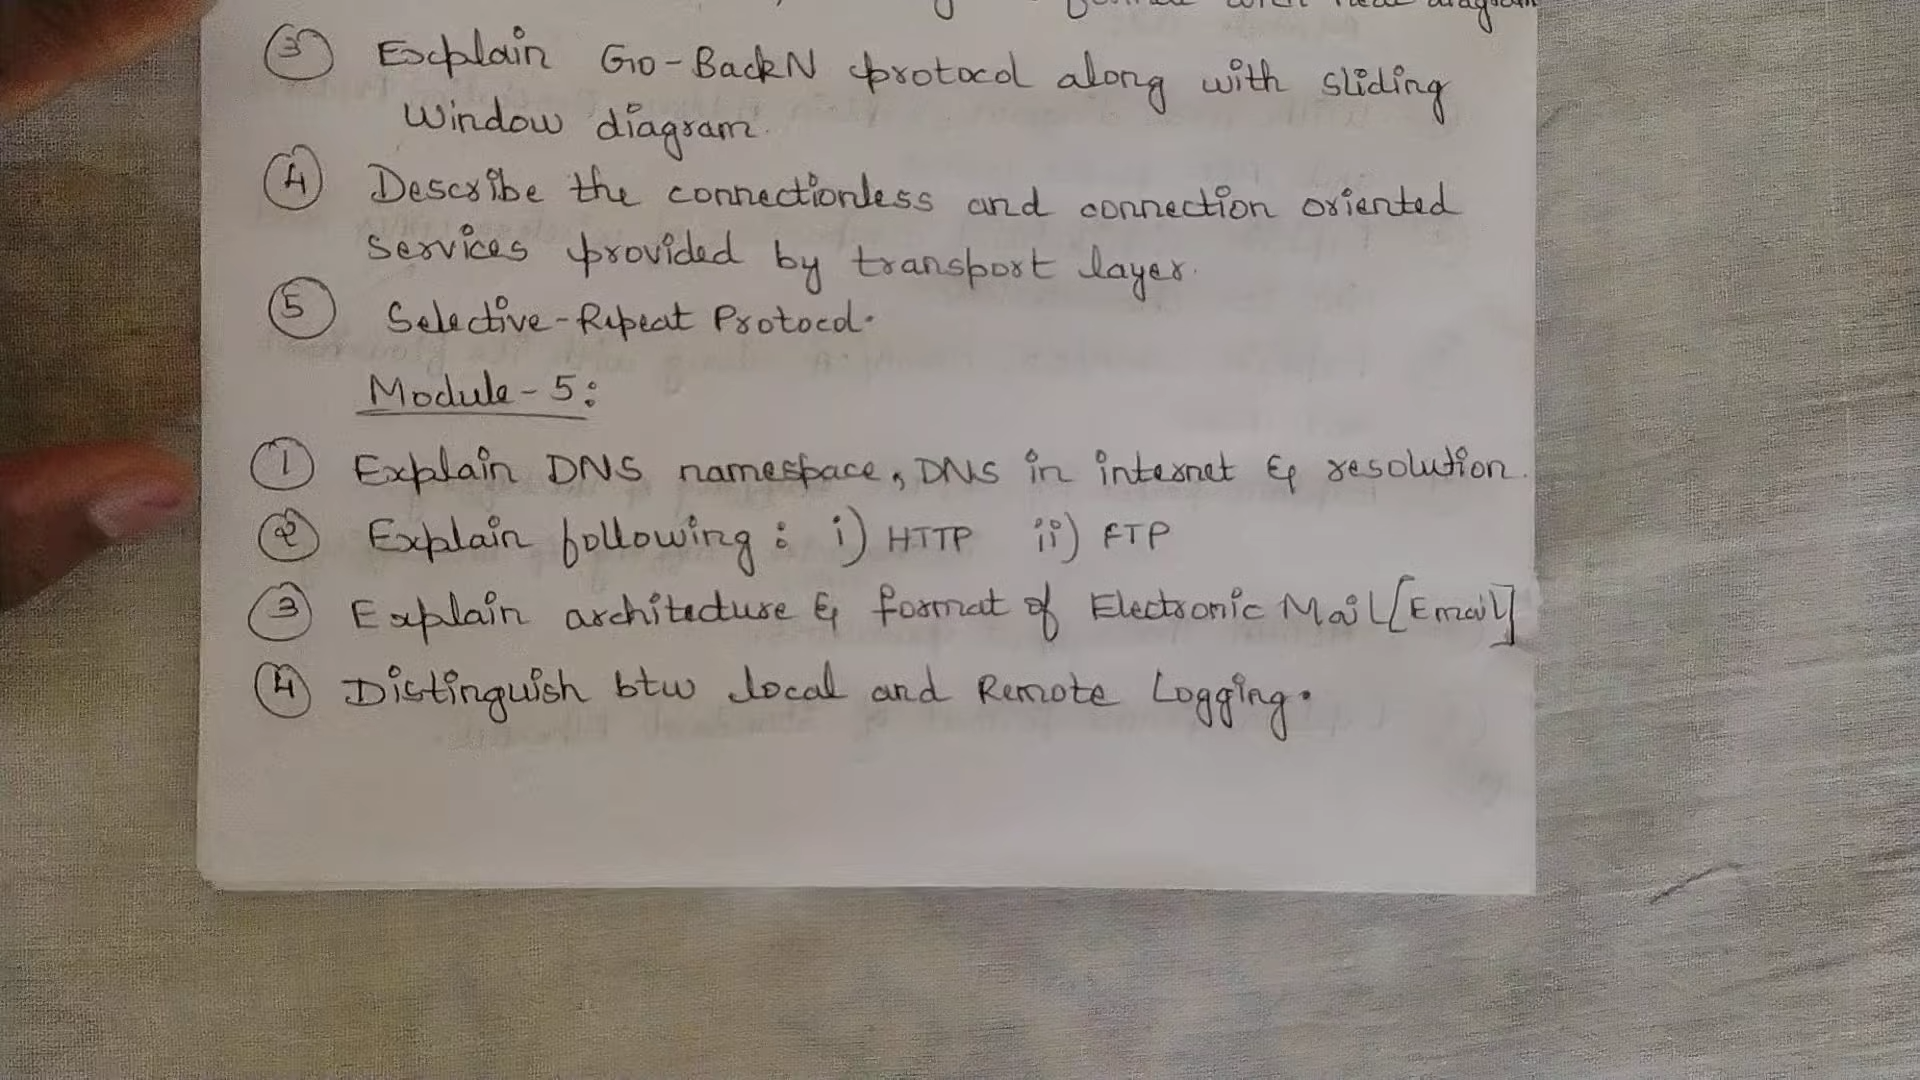 with neat diagram
③ Explain Go-BackN protocol along with sliding
Window diagram.
④ Describe the connectionless and connection oriented
services provided by transport layer.
⑤ Selective-Repeat Protocol.
Module-5:
① Explain DNS namespace, DNS in internet & resolution.
② Explain following : i) HTTP ii) FTP
③ Explain architecture & format of Electronic Mail [Email]
④ Distinguish btw local and Remote Logging.